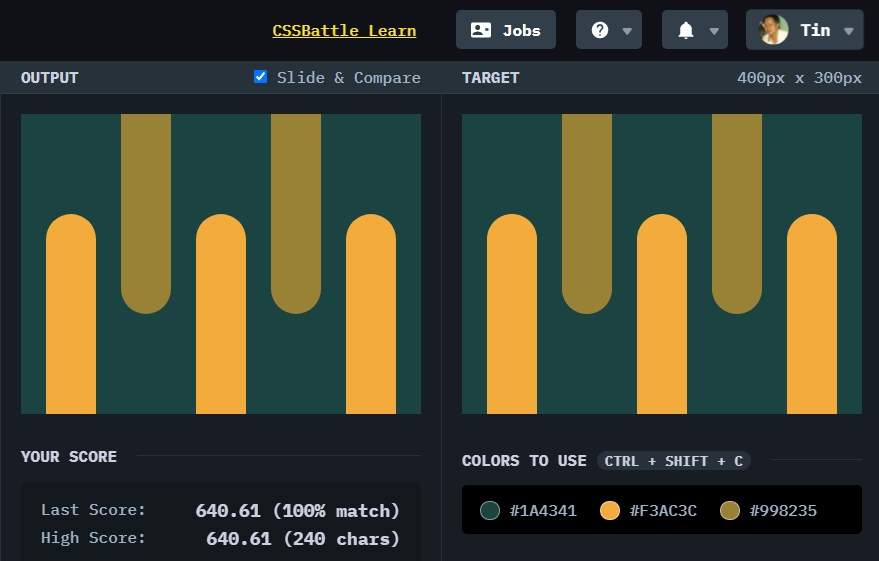 CSSBattle Learn Jobs Tin
OUTPUT Slide & Compare TARGET 400px x 300px
YOUR SCORE
COLORS TO USE CTRL + SHIFT + C
Last Score: 640.61 (100% match)
#1A4341 #F3AC3C #998235
High Score: 640.61 (240 chars)